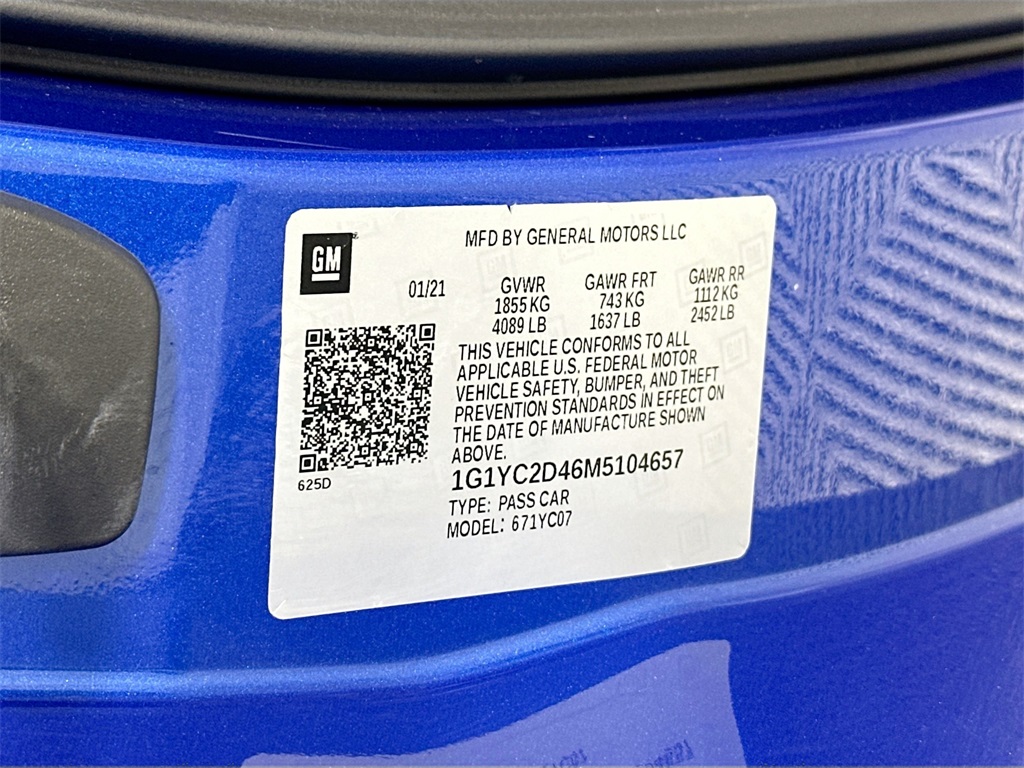 GM
MFD BY GENERAL MOTORS LLC
01/21
GVWR
1855 KG
4089 LB
GAWR FRT
743 KG
1637 LB
GAWR RR
1112 KG
2452 LB
THIS VEHICLE CONFORMS TO ALL
APPLICABLE U.S. FEDERAL MOTOR
VEHICLE SAFETY, BUMPER, AND THEFT
PREVENTION STANDARDS IN EFFECT ON
THE DATE OF MANUFACTURE SHOWN
ABOVE.
625D
1G1YC2D46M5104657
TYPE: PASS CAR
MODEL: 671YC07